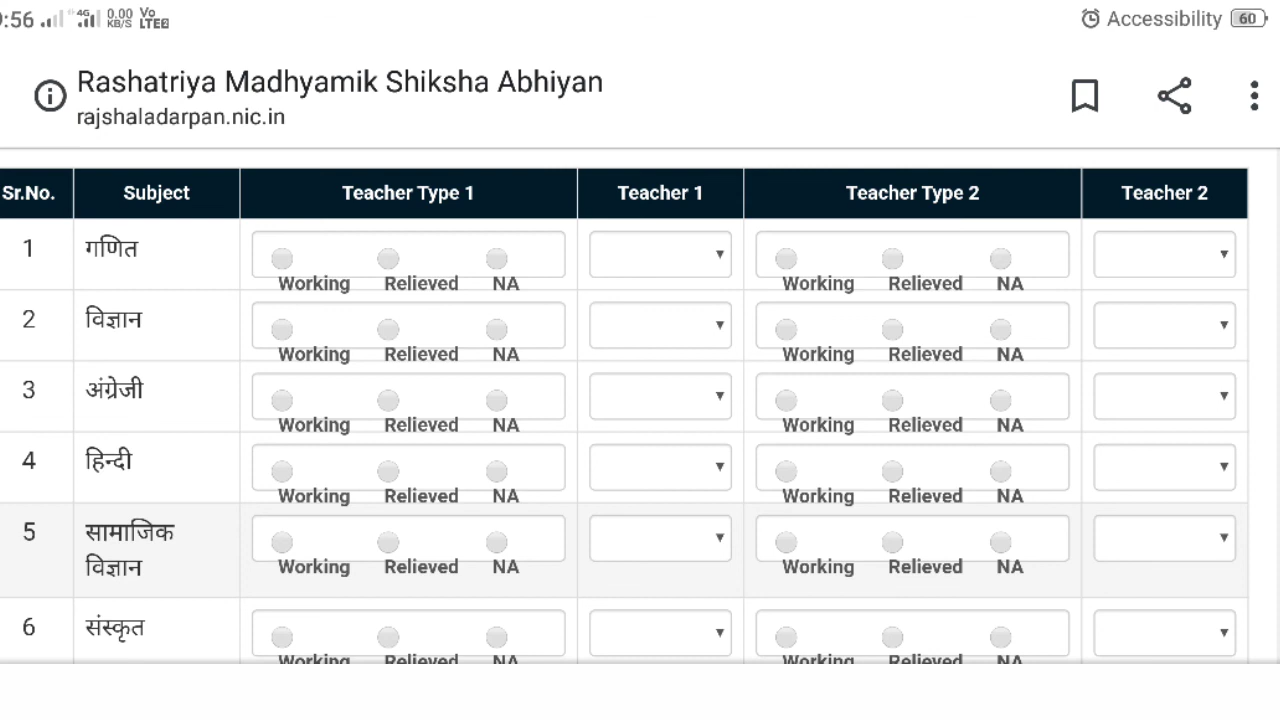 :56 4G 0.00 KB/S Vo LTE2 Accessibility 60
Rashatriya Madhyamik Shiksha Abhiyan
rajshaladarpan.nic.in
Sr.No. Subject Teacher Type 1 Teacher 1 Teacher Type 2 Teacher 2
1 गणित
Working Relieved NA Working Relieved NA
2 विज्ञान
Working Relieved NA Working Relieved NA
3 अंग्रेजी
Working Relieved NA Working Relieved NA
4 हिन्दी
Working Relieved NA Working Relieved NA
5 सामाजिक
विज्ञान
Working Relieved NA Working Relieved NA
6 संस्कृत
Working Relieved NA Working Relieved NA